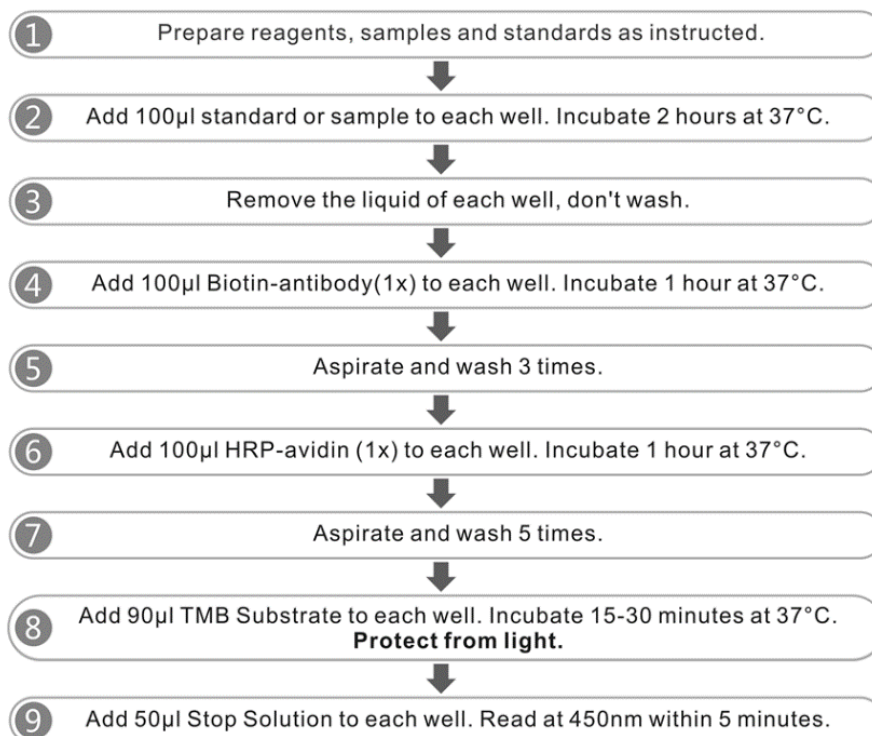 1 Prepare reagents, samples and standards as instructed.
2 Add 100µl standard or sample to each well. Incubate 2 hours at 37°C.
3 Remove the liquid of each well, don't wash.
4 Add 100µl Biotin-antibody(1x) to each well. Incubate 1 hour at 37°C.
5 Aspirate and wash 3 times.
6 Add 100µl HRP-avidin (1x) to each well. Incubate 1 hour at 37°C.
7 Aspirate and wash 5 times.
8 Add 90µl TMB Substrate to each well. Incubate 15-30 minutes at 37°C.
Protect from light.
9 Add 50µl Stop Solution to each well. Read at 450nm within 5 minutes.